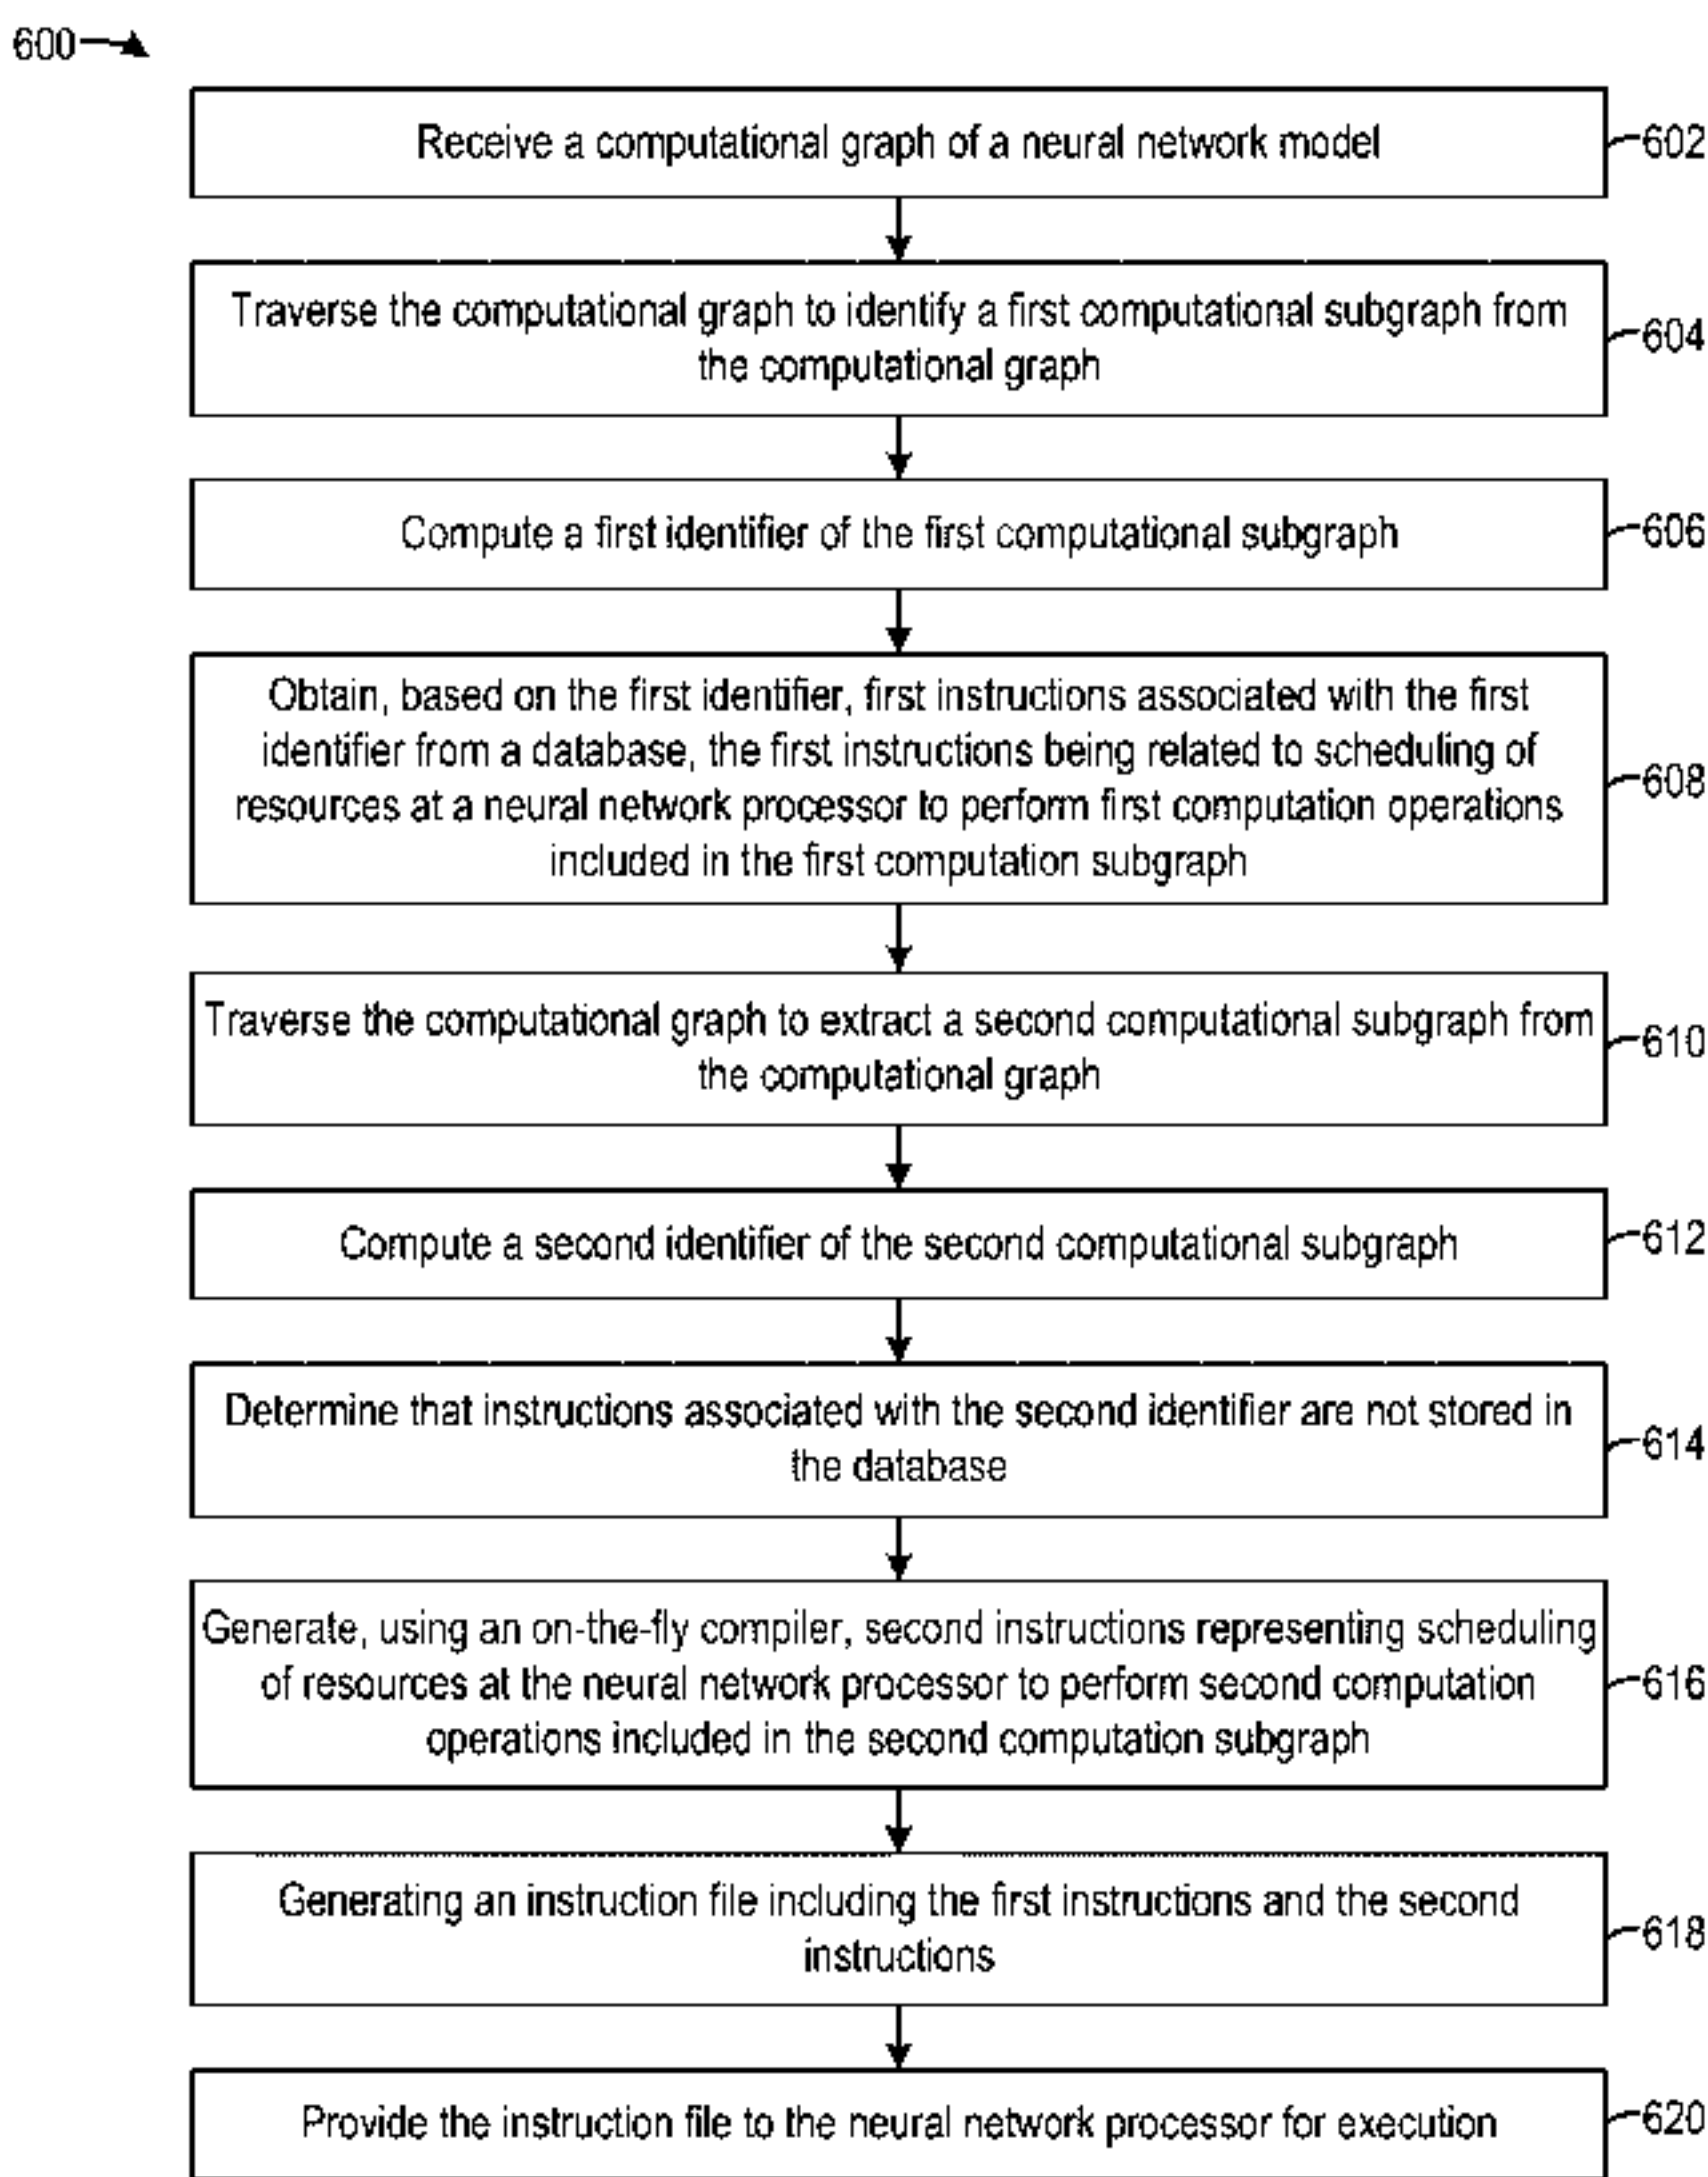 600
Receive a computational graph of a neural network model
602
Traverse the computational graph to identify a first computational subgraph from
the computational graph
604
Compute a first identifier of the first computational subgraph
606
Obtain, based on the first identifier, first instructions associated with the first
identifier from a database, the first instructions being related to scheduling of
resources at a neural network processor to perform first computation operations
included in the first computation subgraph
608
Traverse the computational graph to extract a second computational subgraph from
the computational graph
610
Compute a second identifier of the second computational subgraph
612
Determine that instructions associated with the second identifier are not stored in
the database
614
Generate, using an on-the-fly compiler, second instructions representing scheduling
of resources at the neural network processor to perform second computation
operations included in the second computation subgraph
616
Generating an instruction file including the first instructions and the second
instructions
618
Provide the instruction file to the neural network processor for execution
620